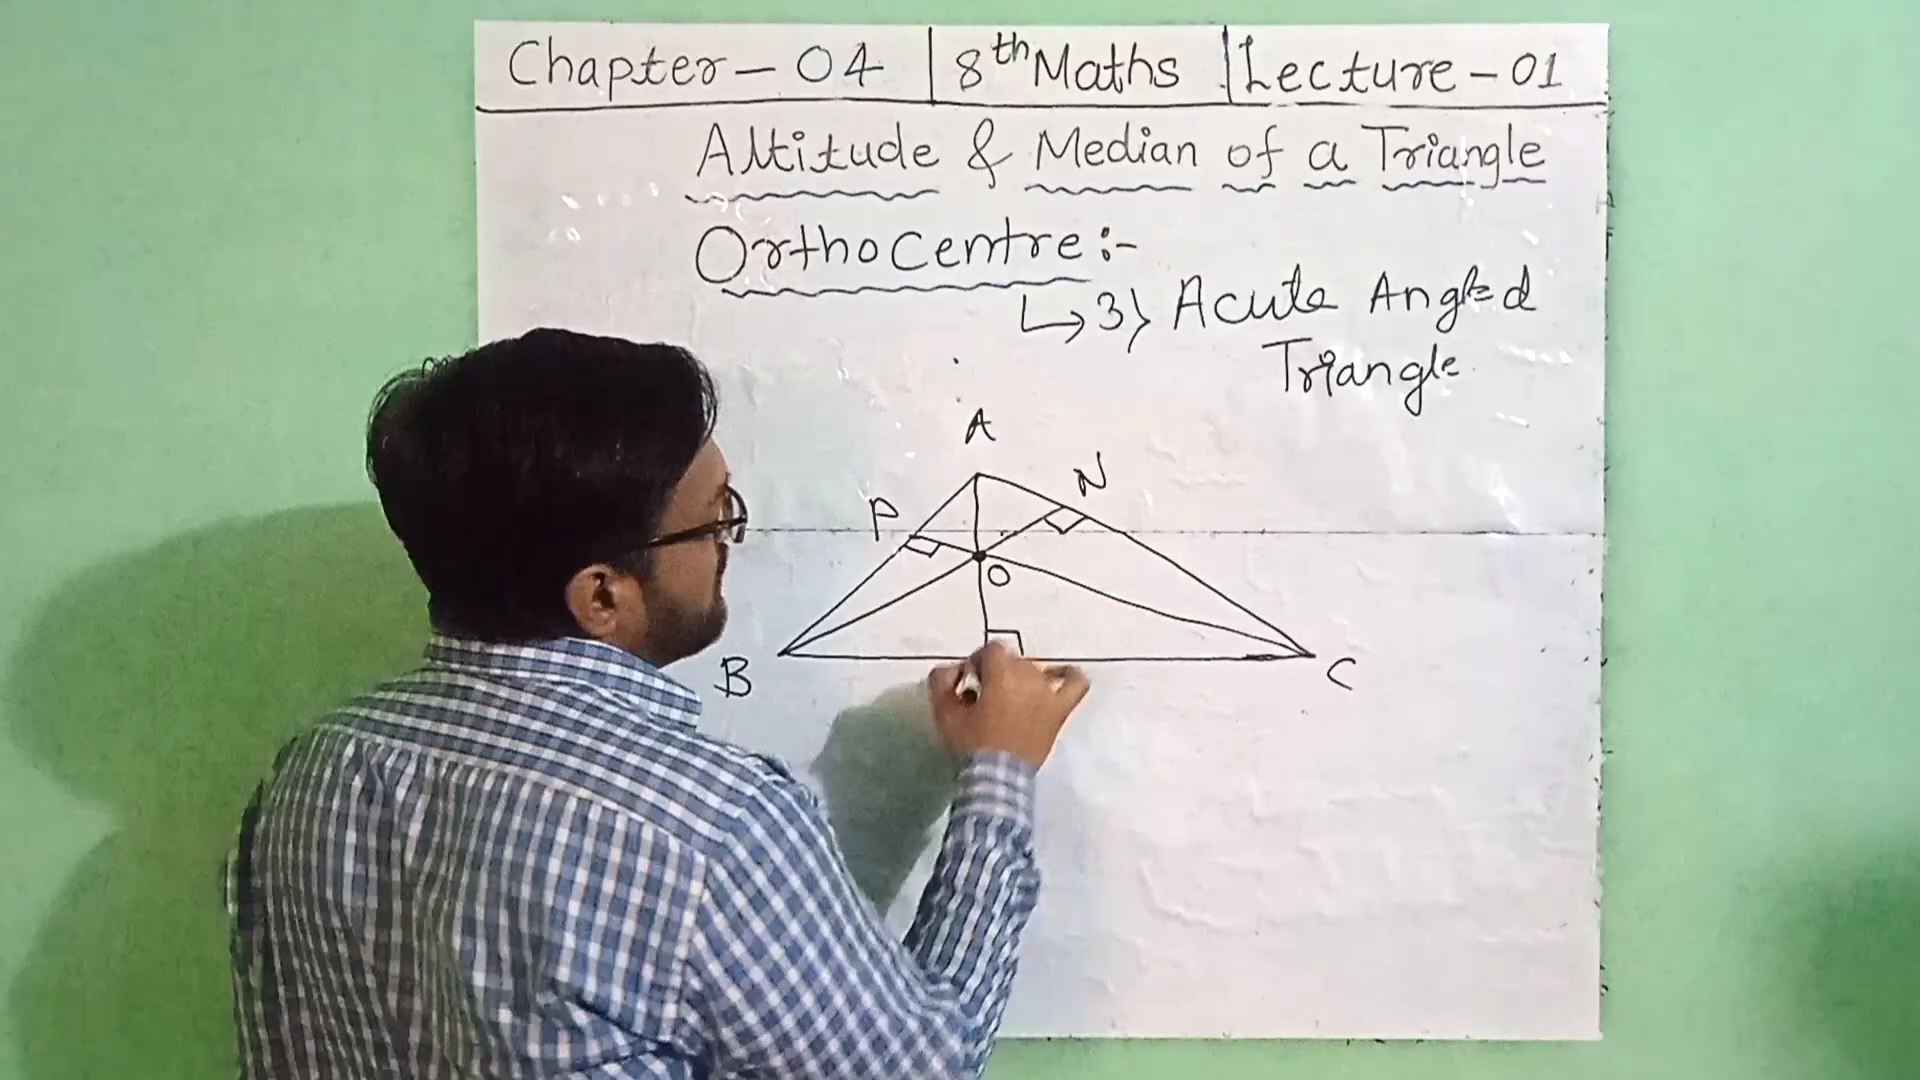 Chapter - 04 | 8th Maths | Lecture - 01
Altitude & Median of a Triangle
Orthocentre :-
↳ 3) Acute Angled
Triangle
A
P N
O
B C